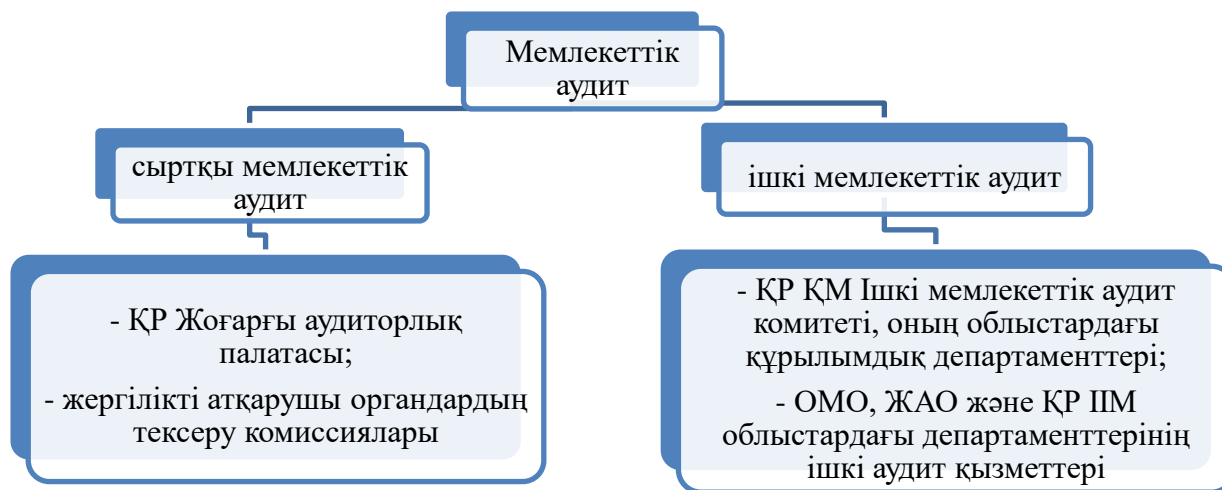 Мемлекеттік
аудит
сыртқы мемлекеттік
аудит
ішкі мемлекеттік аудит
- ҚР Жоғарғы аудиторлық
палатасы;
- жергілікті атқарушы органдардың
тексеру комиссиялары
- ҚР ҚМ Ішкі мемлекеттік аудит
комитеті, оның облыстардағы
құрылымдық департаменттері;
- ОМО, ЖАО және ҚР ІІМ
облыстардағы департаменттерінің
ішкі аудит қызметтері